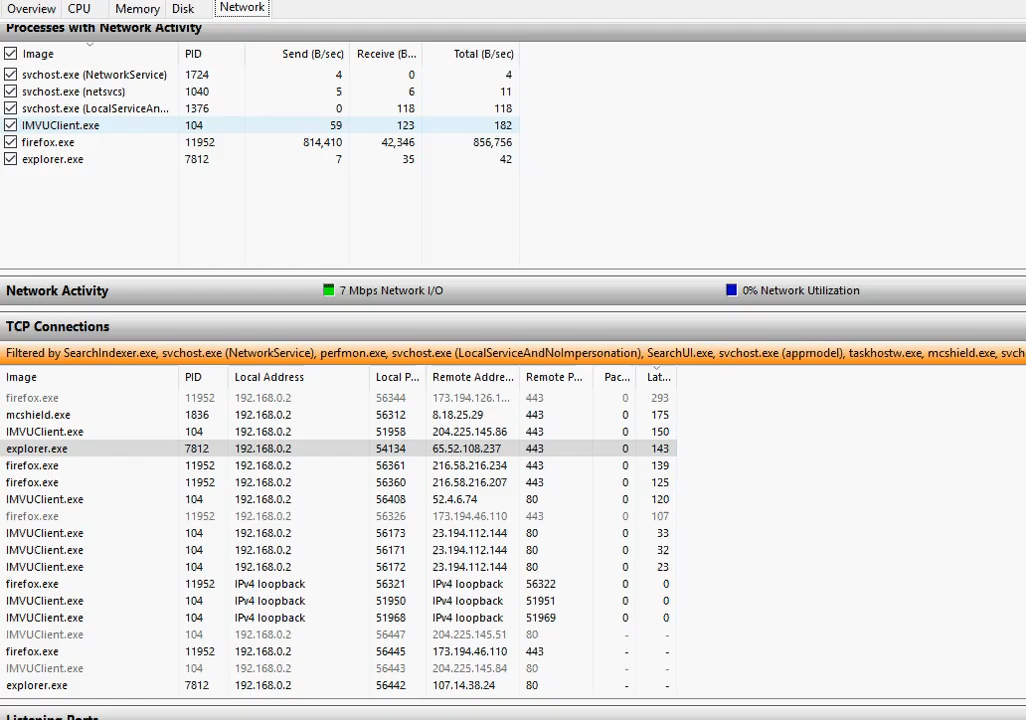 Overview CPU Memory Disk Network
Processes with Network Activity
Image PID Send (B/sec) Receive (B... Total (B/sec)
svchost.exe (NetworkService) 1724 4 0 4
svchost.exe (netsvcs) 1040 5 6 11
svchost.exe (LocalServiceAn... 1376 0 118 118
IMVUClient.exe 104 59 123 182
firefox.exe 11952 814,410 42,346 856,756
explorer.exe 7812 7 35 42
Network Activity 7 Mbps Network I/O 0% Network Utilization
TCP Connections
Filtered by SearchIndexer.exe, svchost.exe (NetworkService), perfmon.exe, svchost.exe (LocalServiceAndNoImpersonation), SearchUI.exe, svchost.exe (appmodel), taskhostw.exe, mcshield.exe, svch
Image PID Local Address Local P... Remote Addre... Remote P... Pac... Lat...
firefox.exe 11952 192.168.0.2 56344 173.194.126.1... 443 0 293
mcshield.exe 1836 192.168.0.2 56312 8.18.25.29 443 0 175
IMVUClient.exe 104 192.168.0.2 51958 204.225.145.86 443 0 150
explorer.exe 7812 192.168.0.2 54134 65.52.108.237 443 0 143
firefox.exe 11952 192.168.0.2 56361 216.58.216.234 443 0 139
firefox.exe 11952 192.168.0.2 56360 216.58.216.207 443 0 125
IMVUClient.exe 104 192.168.0.2 56408 52.4.6.74 80 0 120
firefox.exe 11952 192.168.0.2 56326 173.194.46.110 443 0 107
IMVUClient.exe 104 192.168.0.2 56173 23.194.112.144 80 0 33
IMVUClient.exe 104 192.168.0.2 56171 23.194.112.144 80 0 32
IMVUClient.exe 104 192.168.0.2 56172 23.194.112.144 80 0 23
firefox.exe 11952 IPv4 loopback 56321 IPv4 loopback 56322 0 0
IMVUClient.exe 104 IPv4 loopback 51950 IPv4 loopback 51951 0 0
IMVUClient.exe 104 IPv4 loopback 51968 IPv4 loopback 51969 0 0
IMVUClient.exe 104 192.168.0.2 56447 204.225.145.51 80 - -
firefox.exe 11952 192.168.0.2 56445 173.194.46.110 443 - -
IMVUClient.exe 104 192.168.0.2 56443 204.225.145.84 80 - -
explorer.exe 7812 192.168.0.2 56442 107.14.38.24 80 - -
Listening Ports